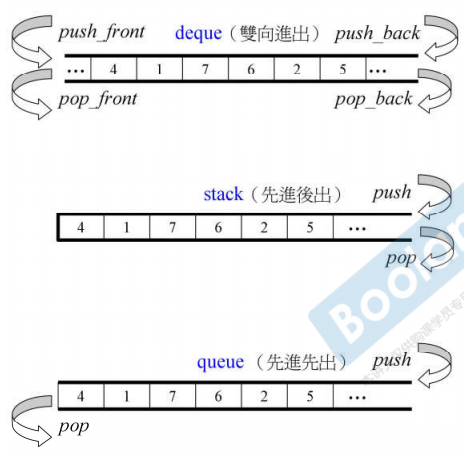 push_front deque（雙向進出） push_back
… 4 1 7 6 2 5 …
pop_front pop_back
stack（先進後出） push
4 1 7 6 2 5 …
pop
Boolan
queue （先進先出） push
4 1 7 6 2 5 …
pop